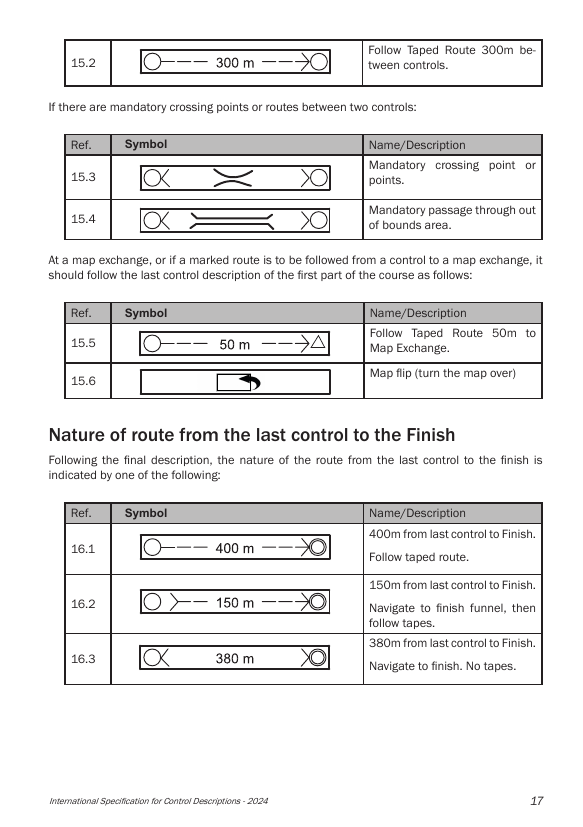 15.2
300 m
Follow Taped Route 300m be-
tween controls.
If there are mandatory crossing points or routes between two controls:
Ref. Symbol Name/Description
15.3
Mandatory crossing point or
points.
15.4
Mandatory passage through out
of bounds area.
At a map exchange, or if a marked route is to be followed from a control to a map exchange, it
should follow the last control description of the first part of the course as follows:
Ref. Symbol Name/Description
15.5
50 m
Follow Taped Route 50m to
Map Exchange.
15.6
Map flip (turn the map over)
Nature of route from the last control to the Finish
Following the final description, the nature of the route from the last control to the finish is
indicated by one of the following:
Ref. Symbol Name/Description
16.1
400 m
400m from last control to Finish.
Follow taped route.
16.2
150 m
150m from last control to Finish.
Navigate to finish funnel, then
follow tapes.
16.3
380 m
380m from last control to Finish.
Navigate to finish. No tapes.
International Specification for Control Descriptions - 2024
17